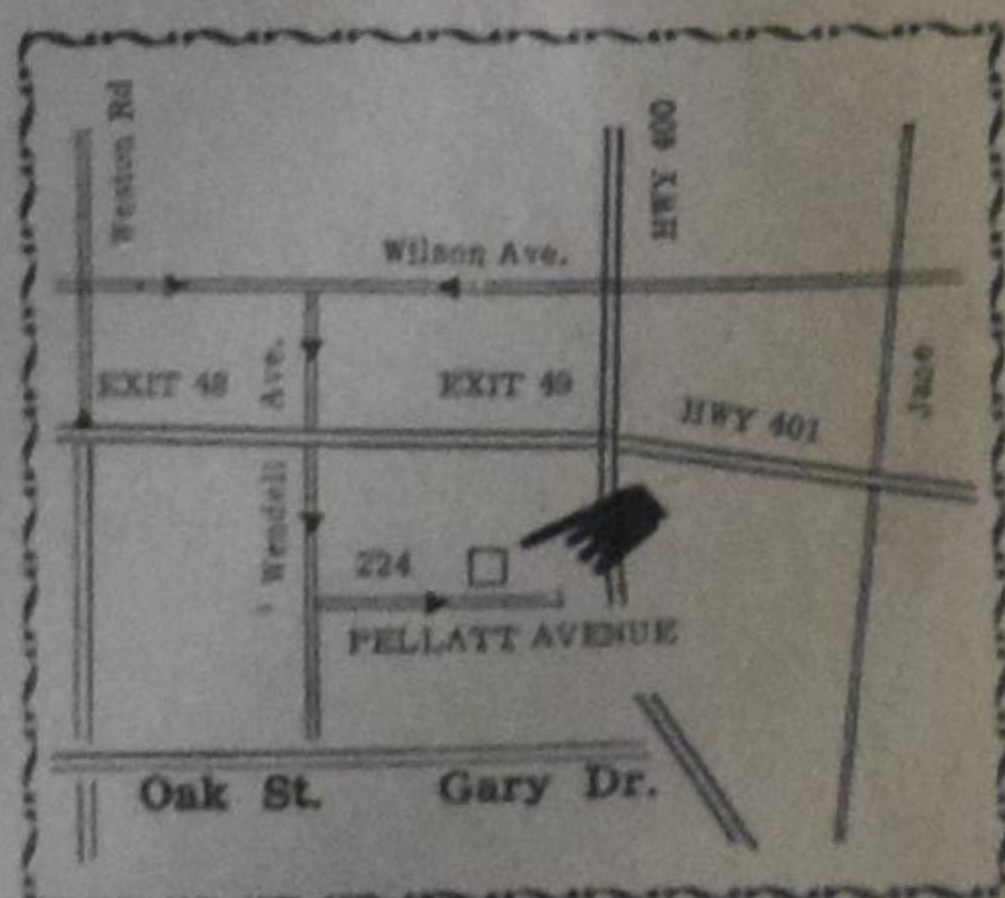 Weston Rd
HWY 400
Wilson Ave.
EXIT 48
Wendell Ave.
EXIT 49
HWY 401
Jane
224
PELLATT AVENUE
Oak St. Gary Dr.